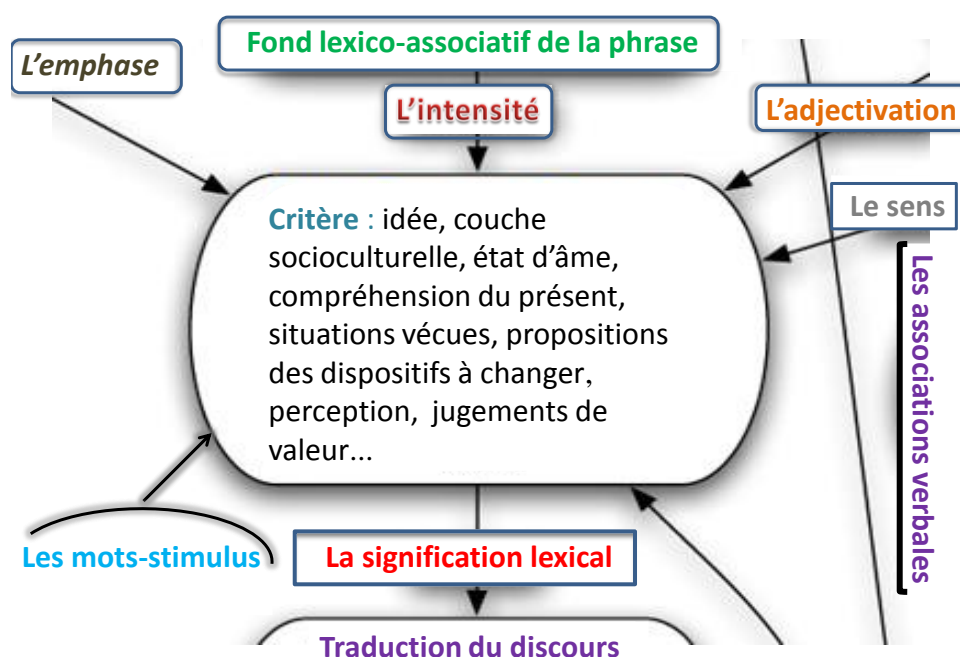 Fond lexico-associatif de la phrase
L'emphase
L'intensité
L'adjectivation
Le sens
Critère : idée, couche
socioculturelle, état d'âme,
compréhension du présent,
situations vécues, propositions
des dispositifs à changer,
perception, jugements de
valeur...
Les associations verbales
Les mots-stimulus
La signification lexical
Traduction du discours